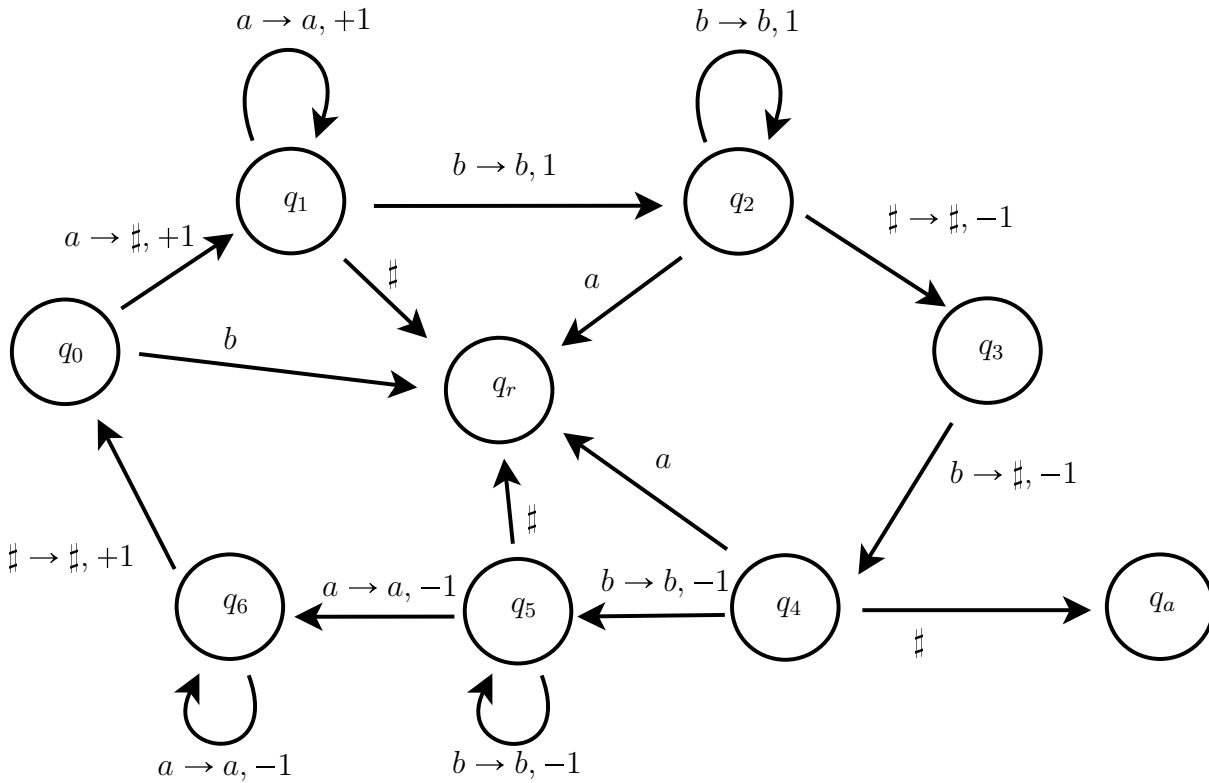 a → a, +1
b → b, 1
q₁
b → b, 1
q₂
♯ → ♯, −1
a → ♯, +1
♯
a
q₀
b
qᵣ
q₃
a
b → ♯, −1
♯
♯ → ♯, +1
a → a, −1
b → b, −1
q₆
q₅
q₄
qₐ
♯
a → a, −1
b → b, −1